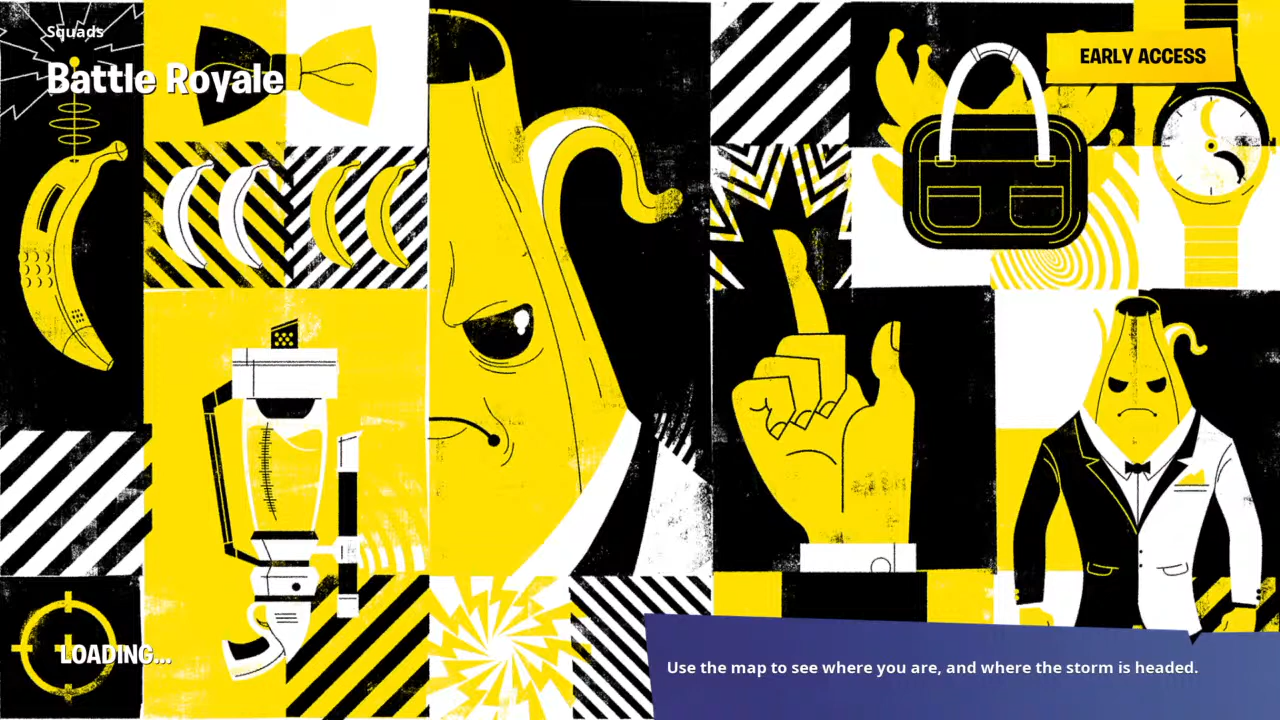 Squads
Battle Royale
EARLY ACCESS
LOADING...
Use the map to see where you are, and where the storm is headed.